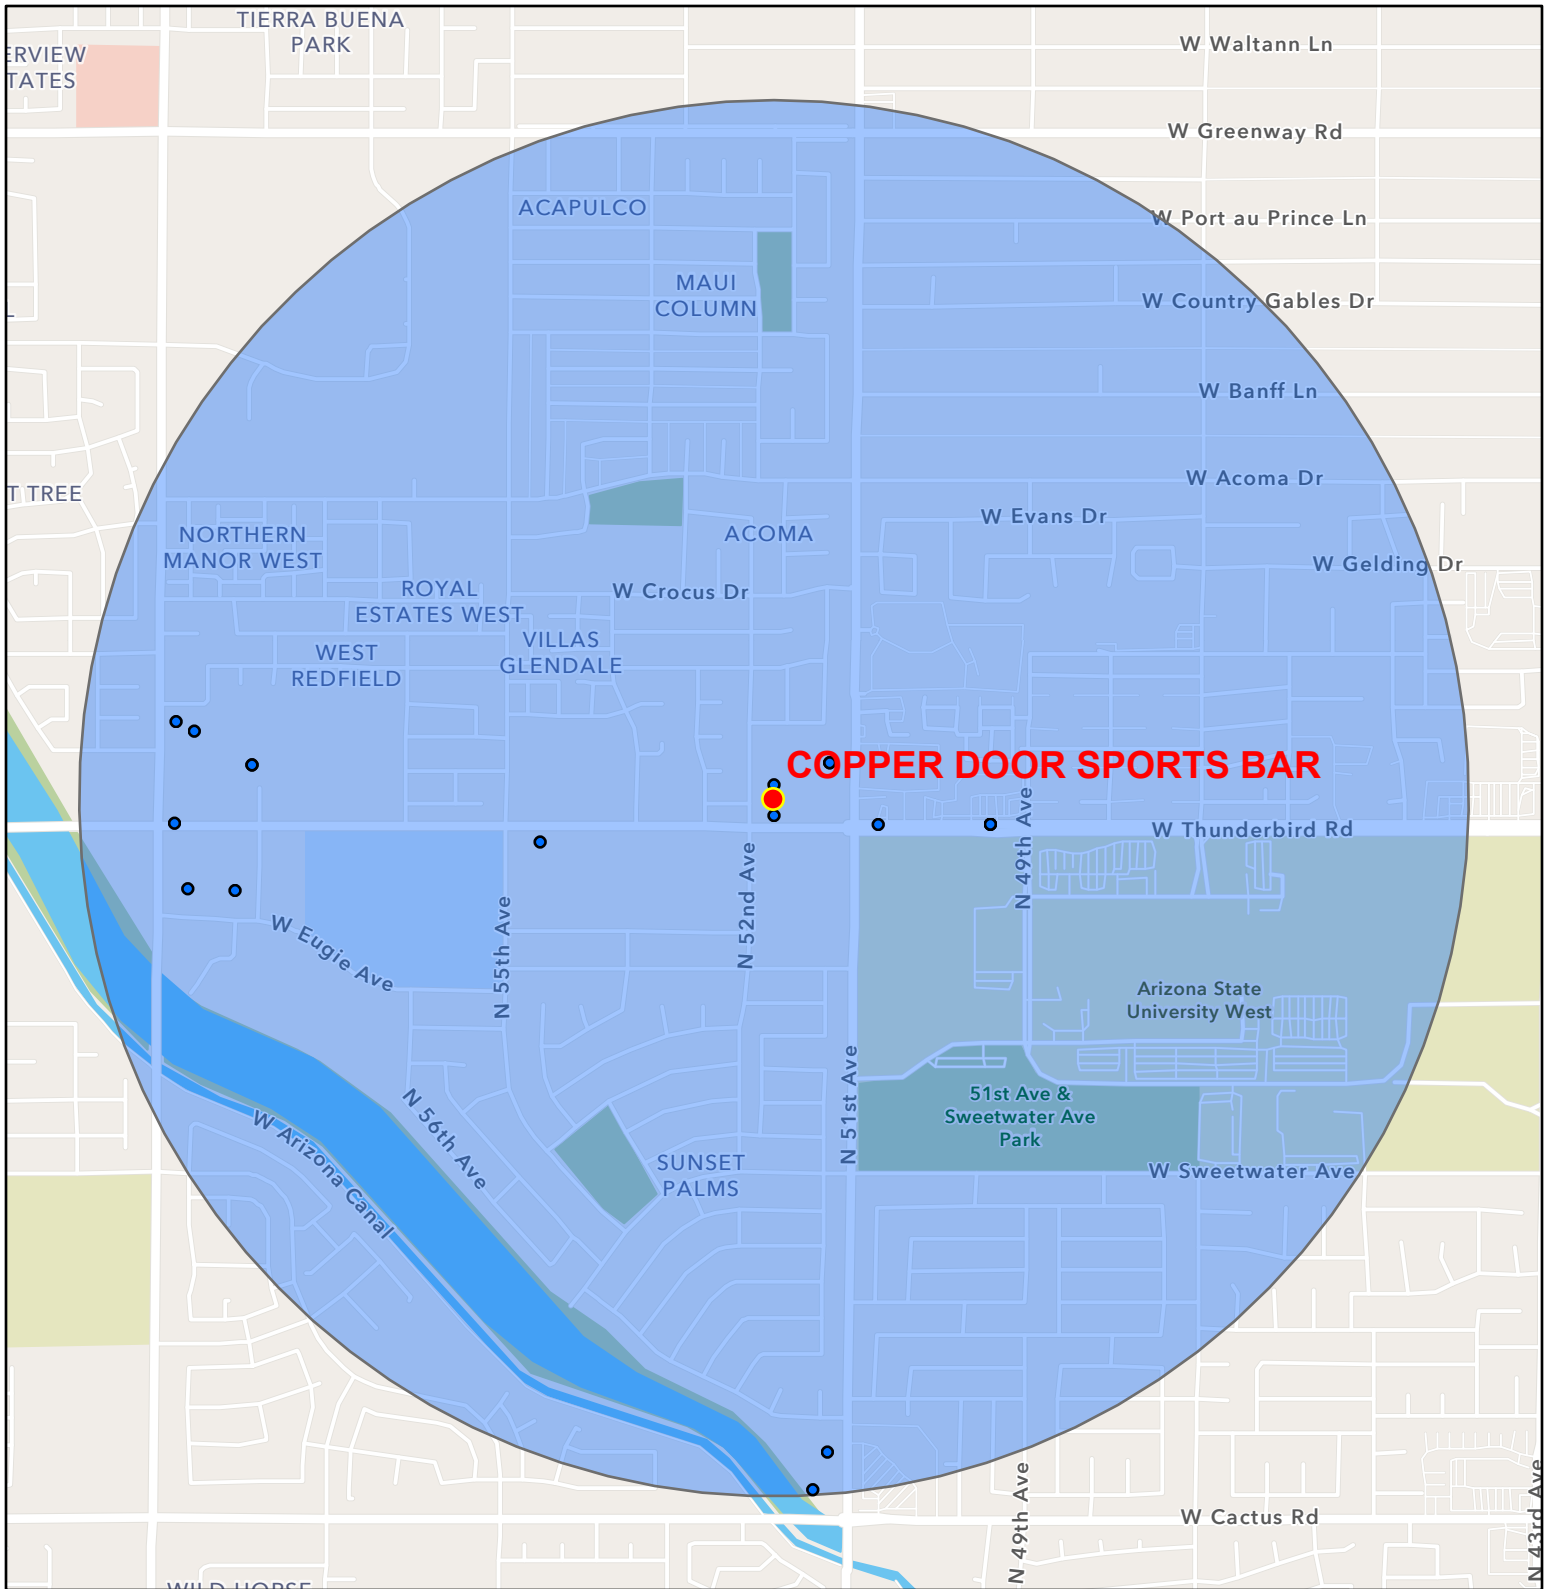 TIERRA BUENA
PARK
ERVIEW
TATES
W Waltann Ln
W Greenway Rd
ACAPULCO
W Port au Prince Ln
MAUI
COLUMN
W Country Gables Dr
W Banff Ln
T TREE
W Acoma Dr
W Evans Dr
NORTHERN
MANOR WEST
ACOMA
W Gelding Dr
ROYAL
ESTATES WEST
W Crocus Dr
VILLAS
GLENDALE
WEST
REDFIELD
COPPER DOOR SPORTS BAR
N 49th Ave
W Thunderbird Rd
N 52nd Ave
N 55th Ave
W Eugie Ave
Arizona State
University West
N 51st Ave
51st Ave &
Sweetwater Ave
Park
N 56th Ave
W Arizona Canal
SUNSET
PALMS
W Sweetwater Ave
N 49th Ave
W Cactus Rd
N 43rd Ave
WILD HORSE